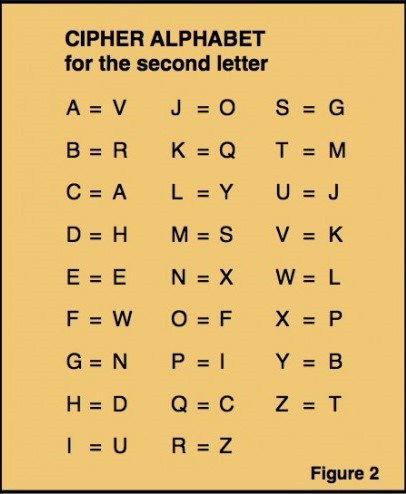 CIPHER ALPHABET
for the second letter
A = V J = O S = G
B = R K = Q T = M
C = A L = Y U = J
D = H M = S V = K
E = E N = X W = L
F = W O = F X = P
G = N P = I Y = B
H = D Q = C Z = T
I = U R = Z
Figure 2